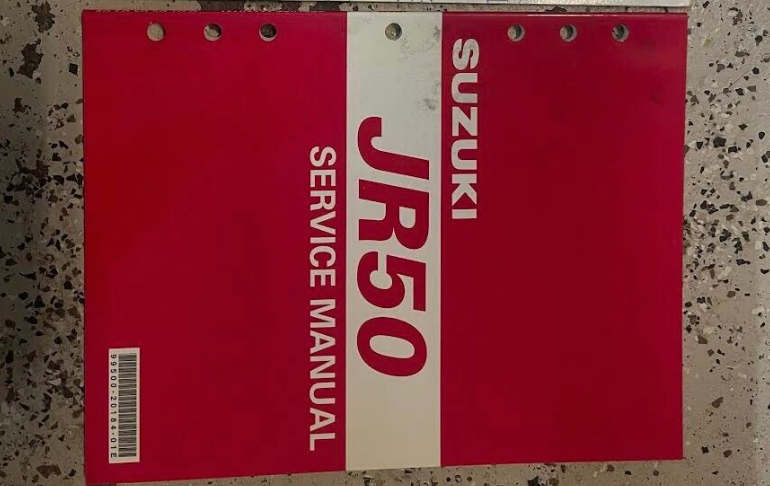 SUZUKI
JR50
SERVICE MANUAL
99500-20184-01E